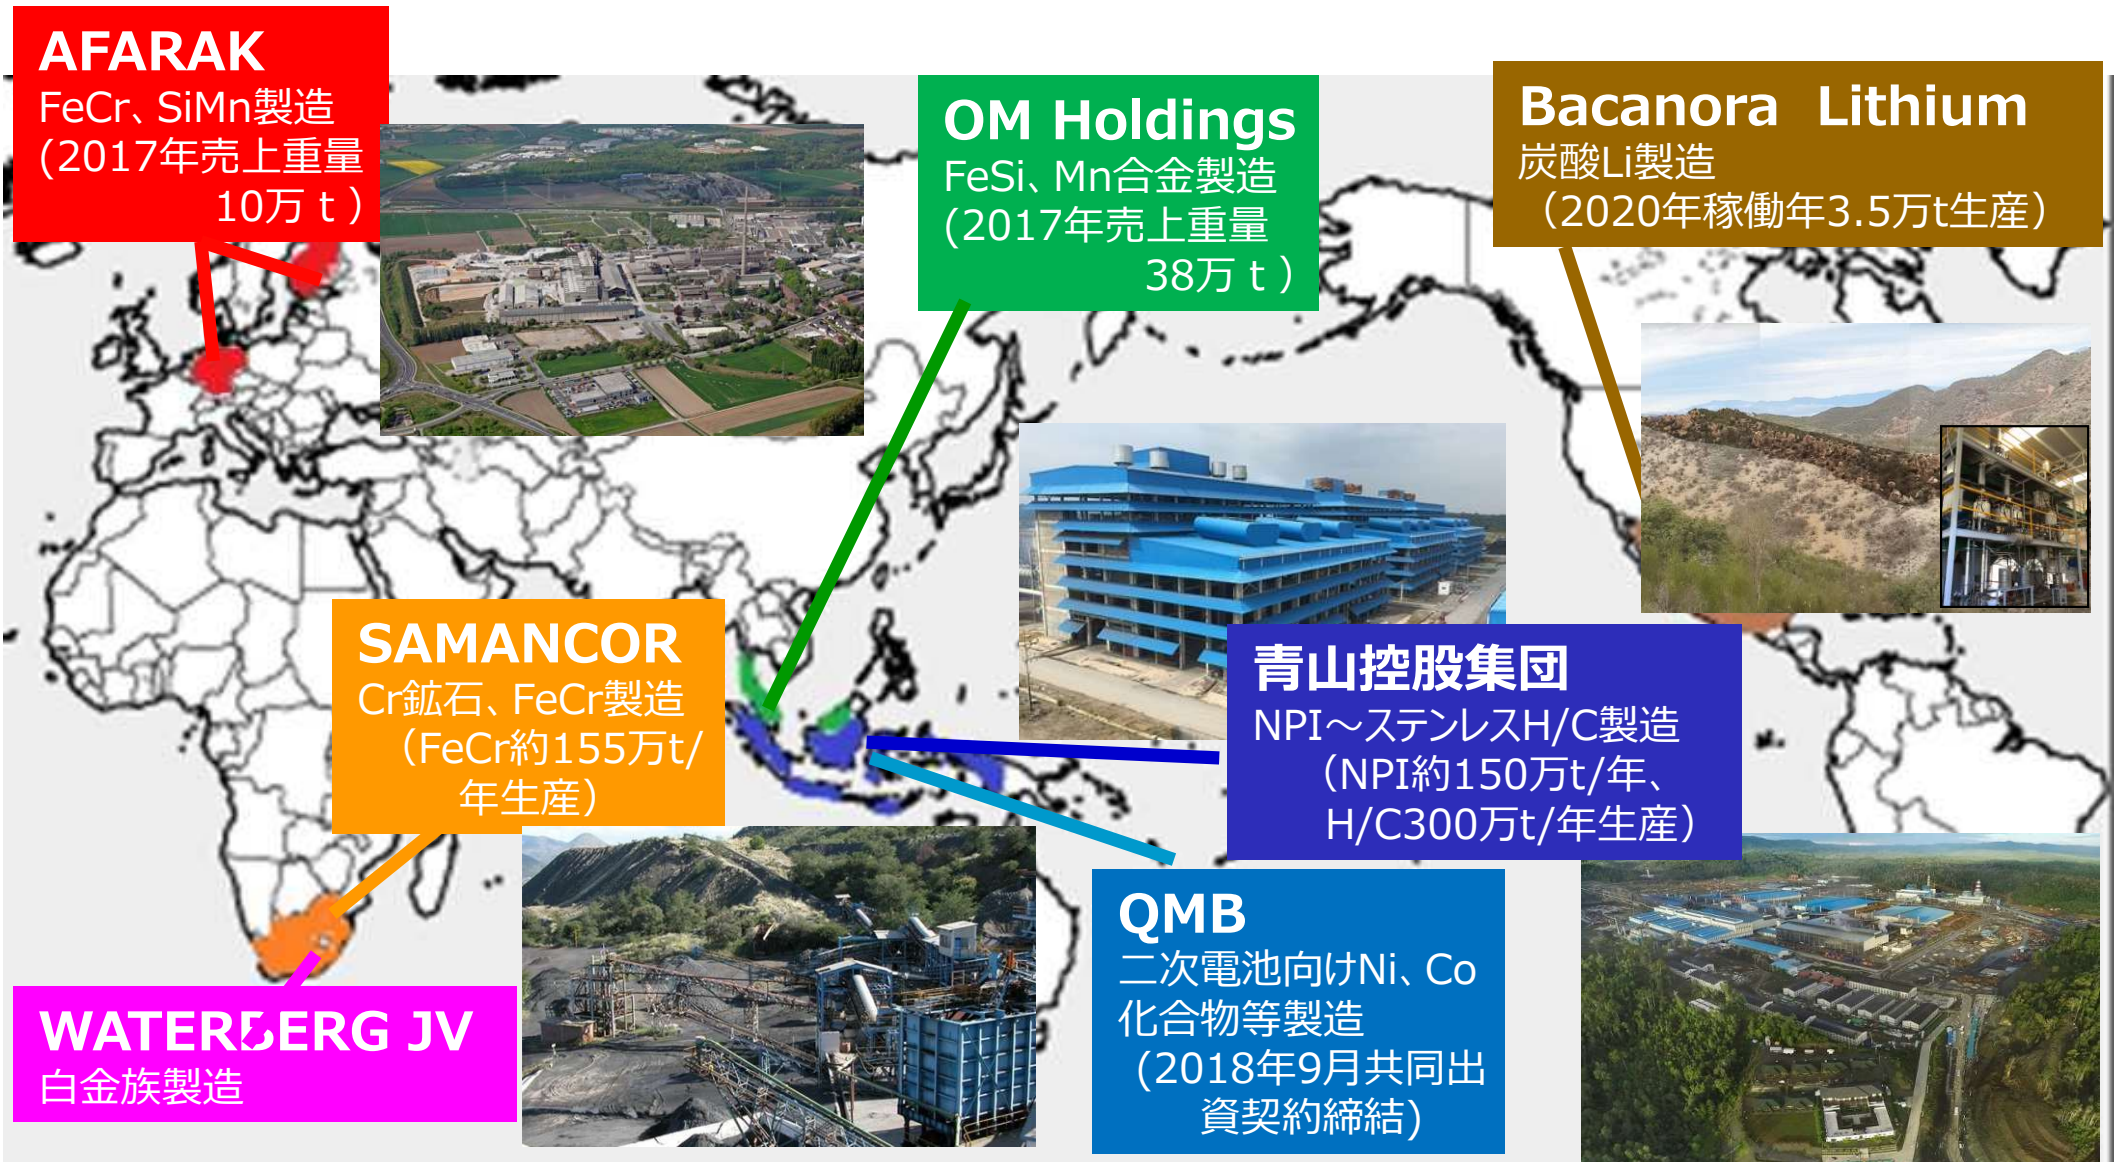 AFARAK
FeCr、SiMn製造
(2017年売上重量
10万ｔ）
OM Holdings
FeSi、Mn合金製造
(2017年売上重量
38万ｔ）
Bacanora　Lithium
炭酸Li製造
（2020年稼働年3.5万t生産）
SAMANCOR
Cr鉱石、FeCr製造
（FeCr約155万t/
年生産）
青山控股集団
NPI～ステンレスH/C製造
（NPI約150万t/年、
H/C300万t/年生産）
WATERBERG JV
白金族製造
QMB
二次電池向けNi、Co
化合物等製造
(2018年9月共同出
資契約締結)